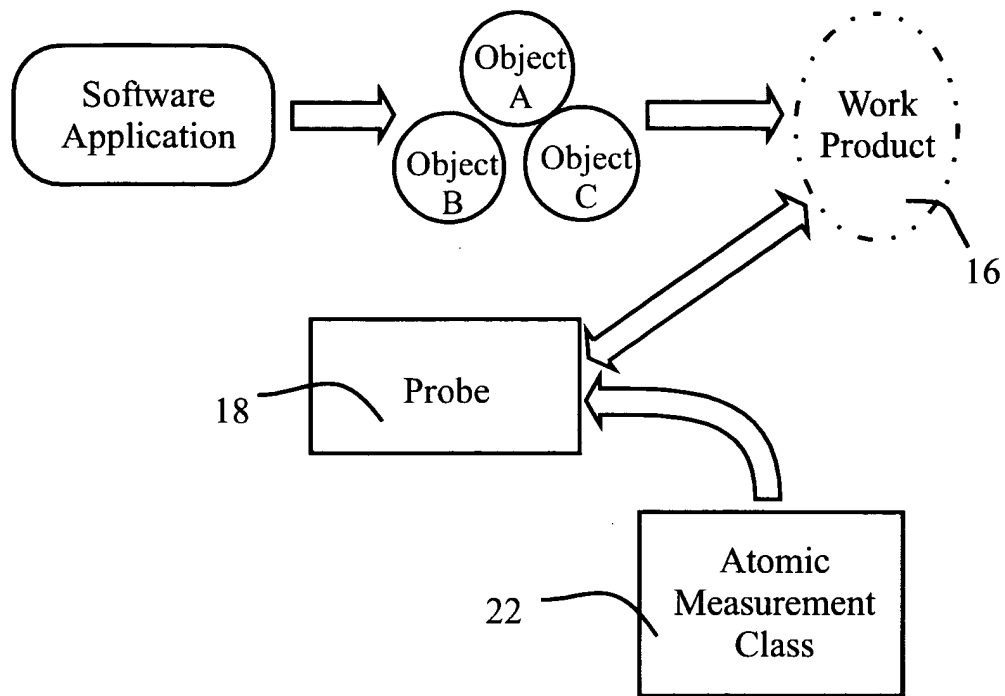 Software
Application
Object
A
Object
B
Object
C
Work
Product
16
Probe
18
Atomic
Measurement
Class
22